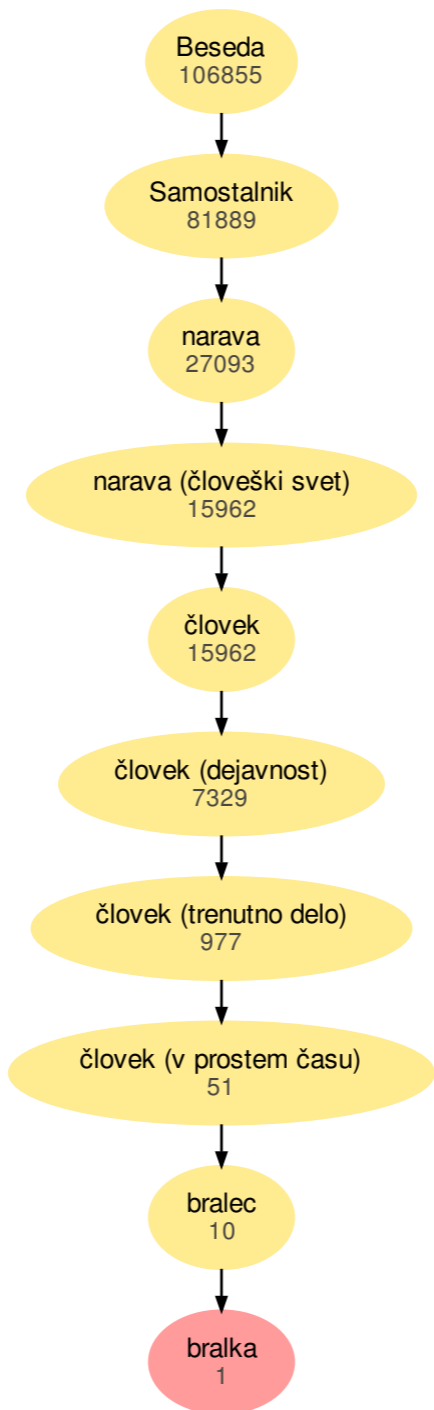 Beseda
106855
Samostalnik
81889
narava
27093
narava (človeški svet)
15962
človek
15962
človek (dejavnost)
7329
človek (trenutno delo)
977
človek (v prostem času)
51
bralec
10
bralka
1